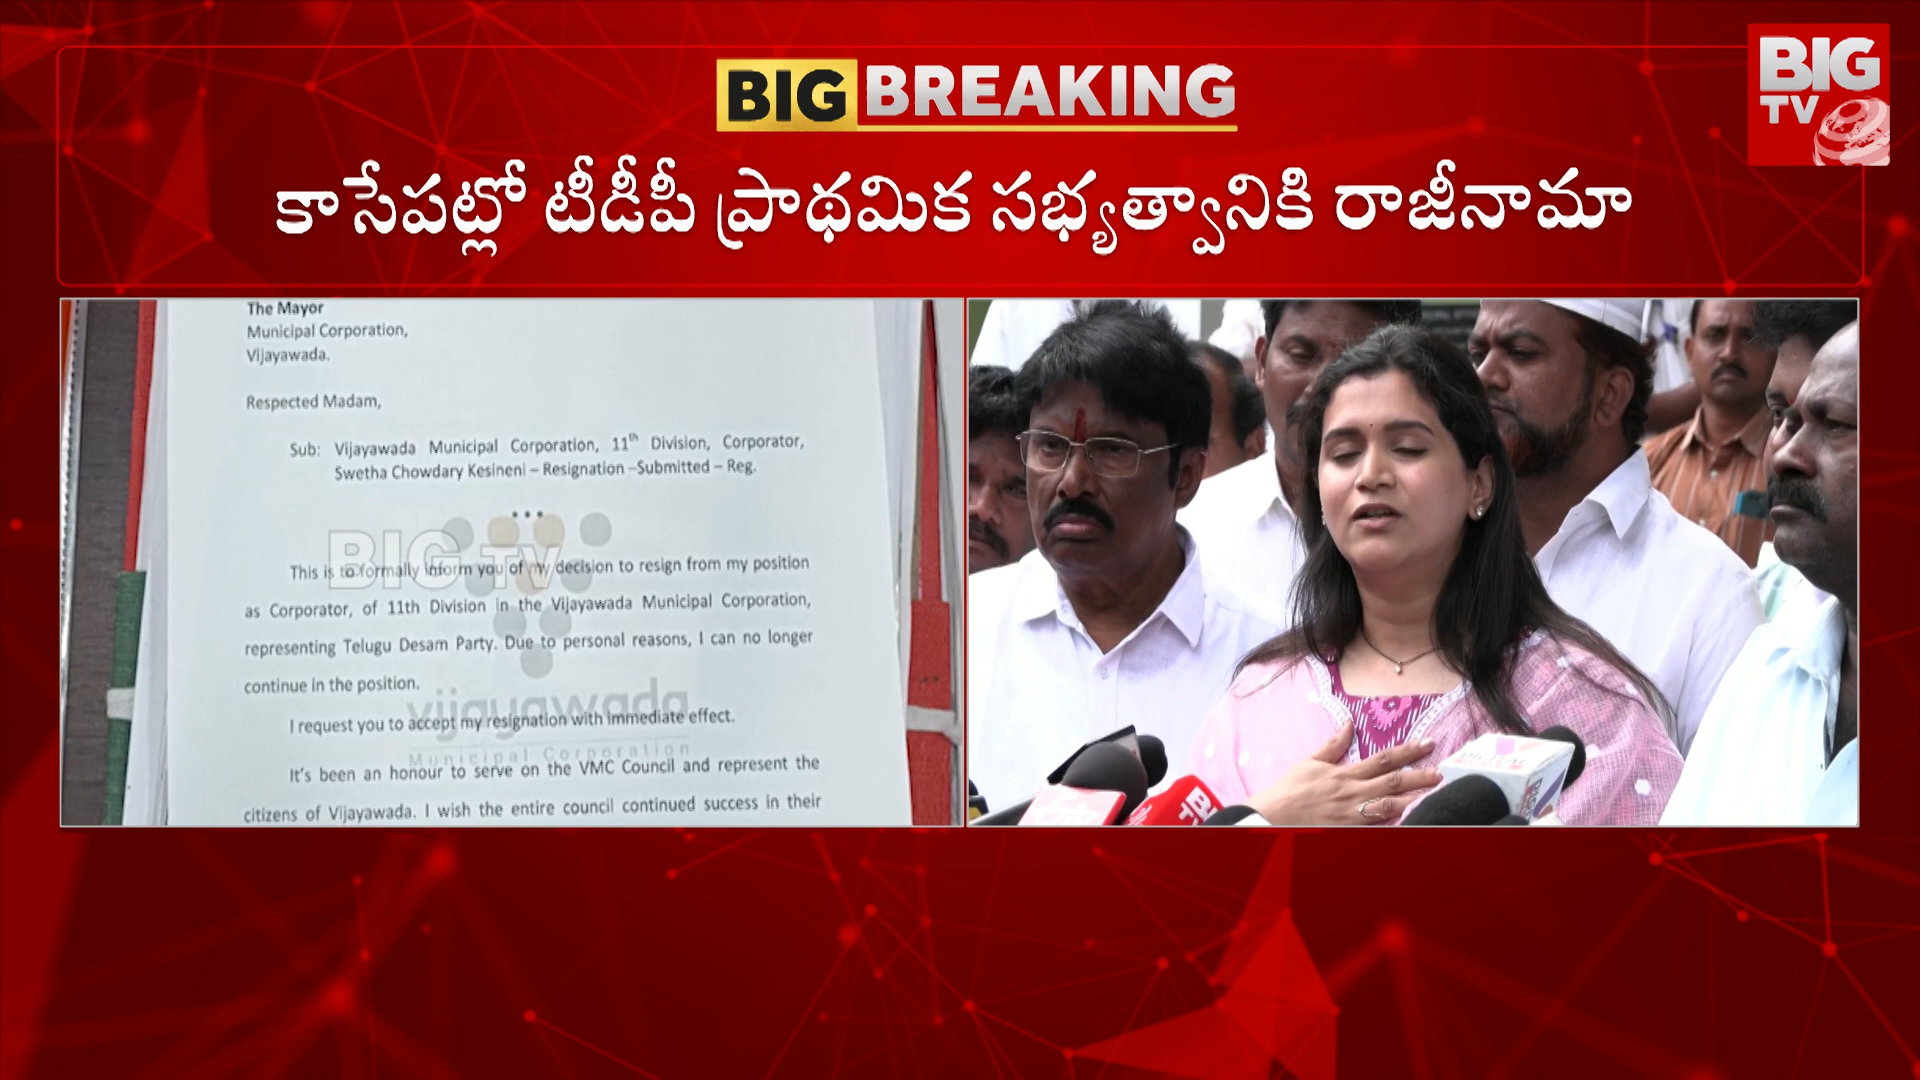 BIG BREAKING
BIG
TV
కాసేపట్లో టీడీపీ ప్రాథమిక సభ్యత్వానికి రాజీనామా
The Mayor
Municipal Corporation,
Vijayawada.
Respected Madam,
Sub: Vijayawada Municipal Corporation, 11th Division, Corporator,
Swetha Chowdary Kesineni – Resignation –Submitted – Reg.
***
BIG TV
This is to formally inform you of my decision to resign from my position
as Corporator, of 11th Division in the Vijayawada Municipal Corporation,
representing Telugu Desam Party. Due to personal reasons, I can no longer
continue in the position.
vijayawada
I request you to accept my resignation with immediate effect.
Municipal Corporation
It's been an honour to serve on the VMC Council and represent the
citizens of Vijayawada. I wish the entire council continued success in their